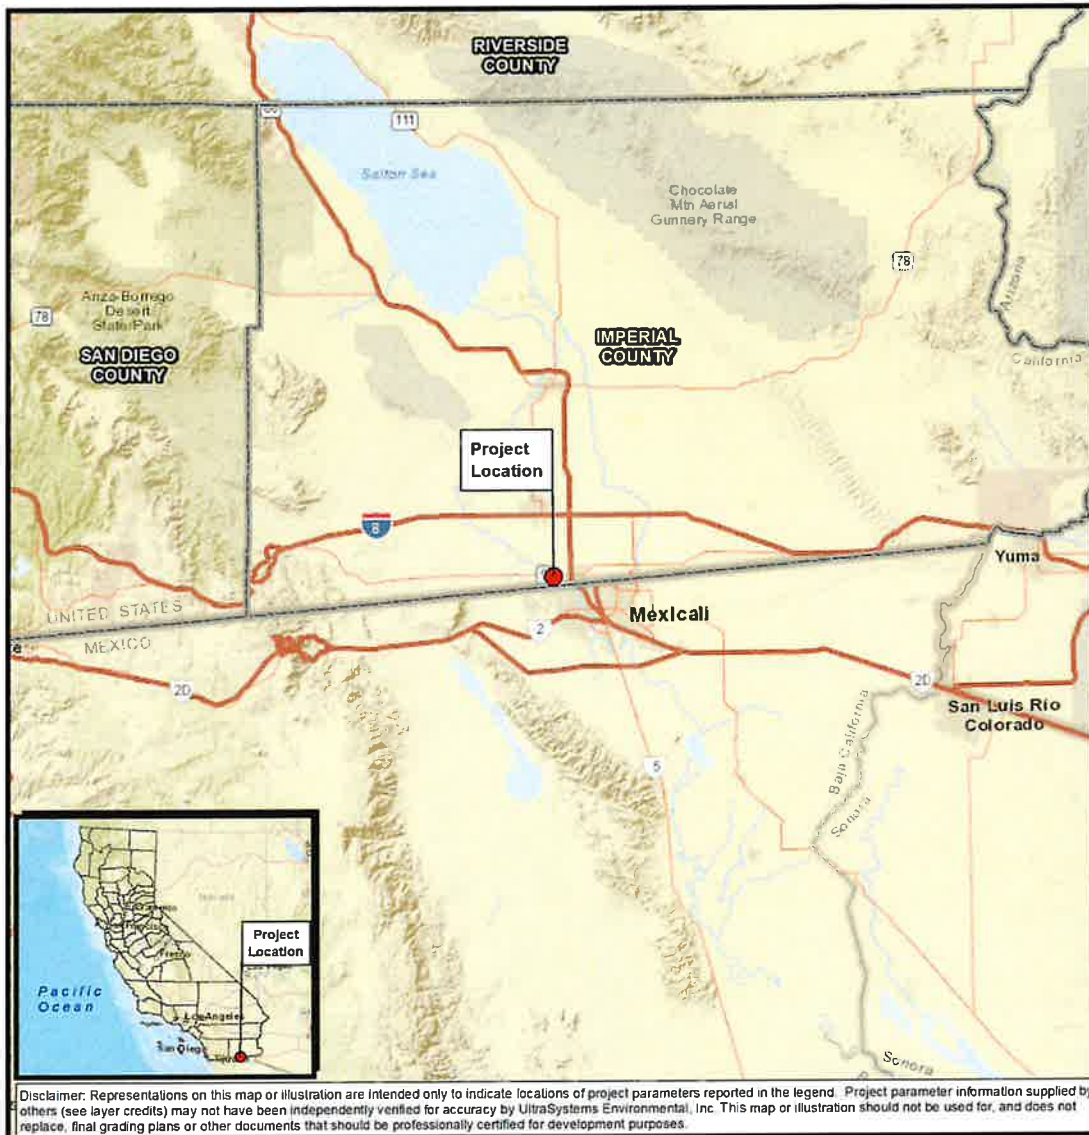 RIVERSIDE
COUNTY
111
Salton Sea
Chocolate
Mtn Aerial
Gunnery Range
78
Arizona
California
Anza-Borrego
Desert
State Park
78
SAN DIEGO
COUNTY
IMPERIAL
COUNTY
Project
Location
8
Yuma
UNITED STATES
MEXICO
Mexicali
2
2D
2D
San Luis Río
Colorado
Baja California
Sonora
5
Sonora
Project
Location
Fresno
Pacific
Ocean
Los Angeles
San Diego
Disclaimer: Representations on this map or illustration are intended only to indicate locations of project parameters reported in the legend. Project parameter information supplied by
others (see layer credits) may not have been independently verified for accuracy by UltraSystems Environmental, Inc. This map or illustration should not be used for, and does not
replace, final grading plans or other documents that should be professionally certified for development purposes.